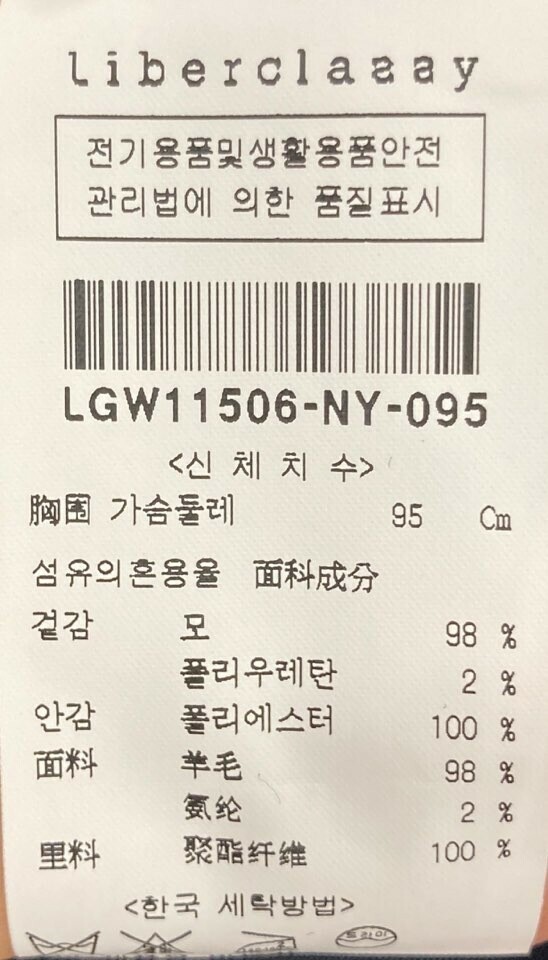 liberclassy
전기용품및생활용품안전
관리법에 의한 품질표시
LGW11506-NY-095
<신 체 치 수>
胸围 가슴둘레 95 Cm
섬유의혼용율 面料成分
겉감 모 98 %
폴리우레탄 2 %
안감 폴리에스터 100 %
面料 羊毛 98 %
氨纶 2 %
里料 聚酯纤维 100 %
<한국 세탁방법>
드라이